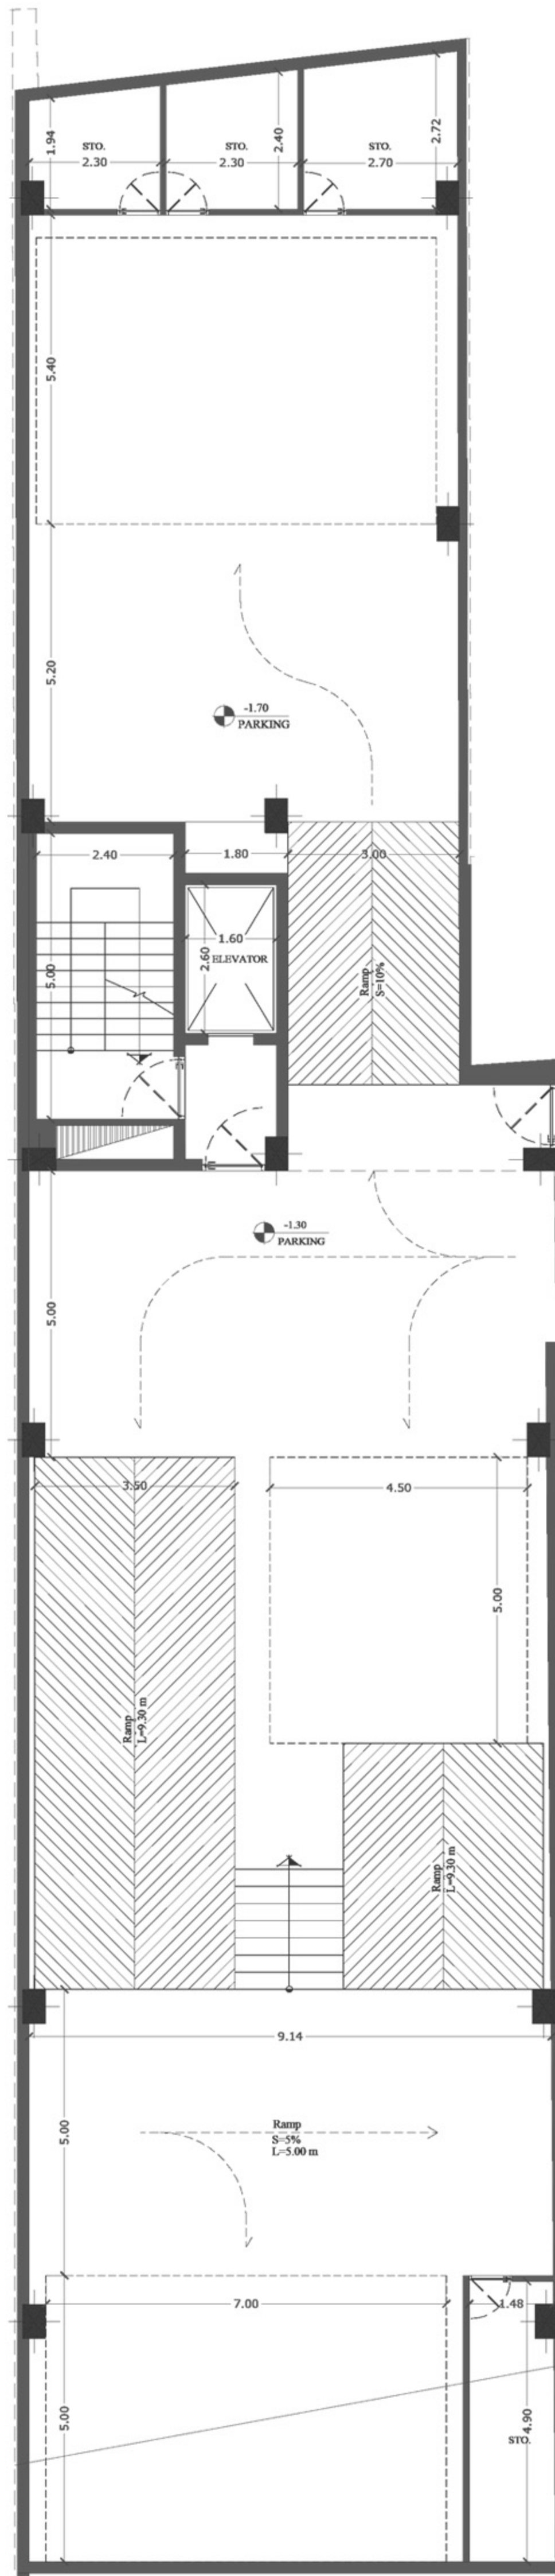 1.94
STO.
2.30
STO.
2.30
2.40
STO.
2.70
2.72
5.40
5.20
-1.70
PARKING
2.40
1.80
3.00
5.00
2.60
1.60
ELEVATOR
Ramp
S=10%
-1.30
PARKING
5.00
3.50
4.50
5.00
Ramp
L=9.30 m
Ramp
L=9.30 m
9.14
5.00
Ramp
S=5%
L=5.00 m
7.00
1.48
5.00
4.90
STO.